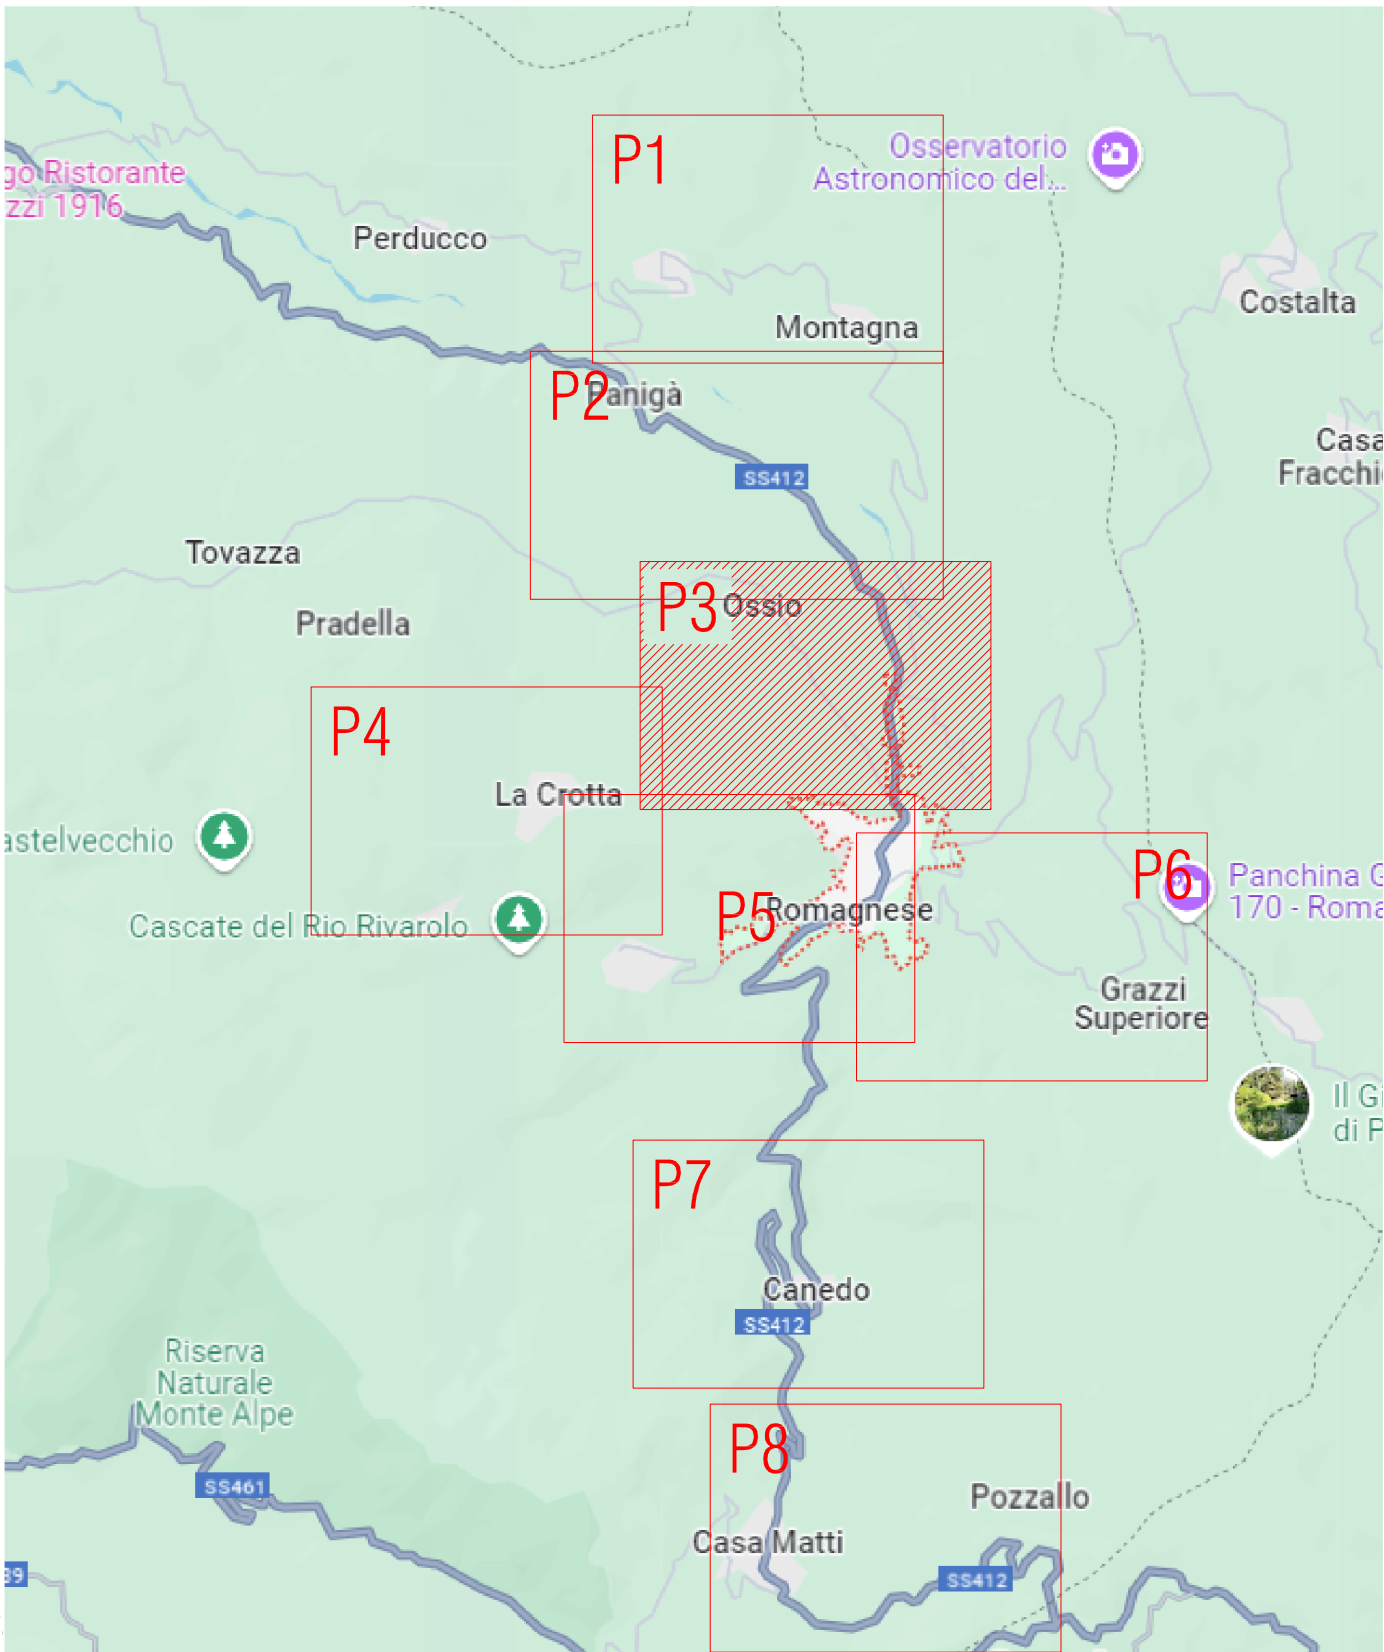 P1
Osservatorio
Astronomico del...
go Ristorante
zzi 1916
Perducco
Costalta
Montagna
P2
Panigà
Casa
Fracchi
SS412
Tovazza
P3
Ossio
Pradella
P4
La Crotta
astelvecchio
P6
Panchina G
170 - Roma
P5
Romagnese
Cascate del Rio Rivarolo
Grazzi
Superiore
Il Gi
di P
P7
Canedo
SS412
Riserva
Naturale
Monte Alpe
P8
SS461
Pozzallo
Casa Matti
39
SS412